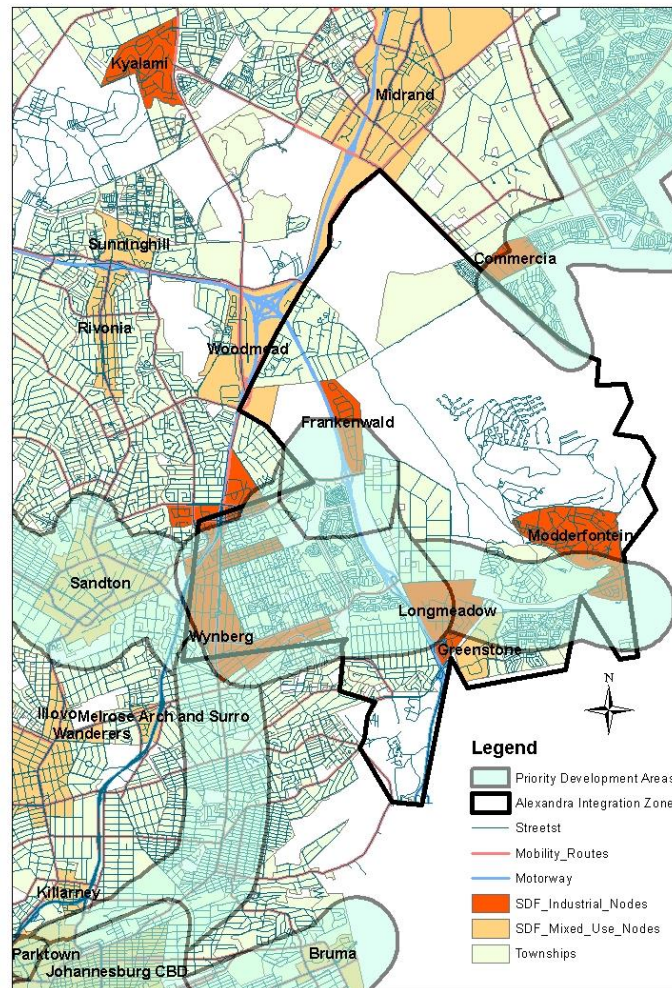 Kyalami
Midrand
Sunninghill
Commercia
Rivonia
Woodmead
Frankenwald
Modderfontein
Sandton
Longmeadow
Wynberg
Greenstone
N
Illovo Melrose Arch and Surro
Wanderers
Legend
Priority Development Areas
Alexandra Integration Zone
Streetst
Mobility_Routes
Motorway
SDF_Industrial_Nodes
SDF_Mixed_Use_Nodes
Townships
Killarney
Parktown
Johannesburg CBD
Bruma